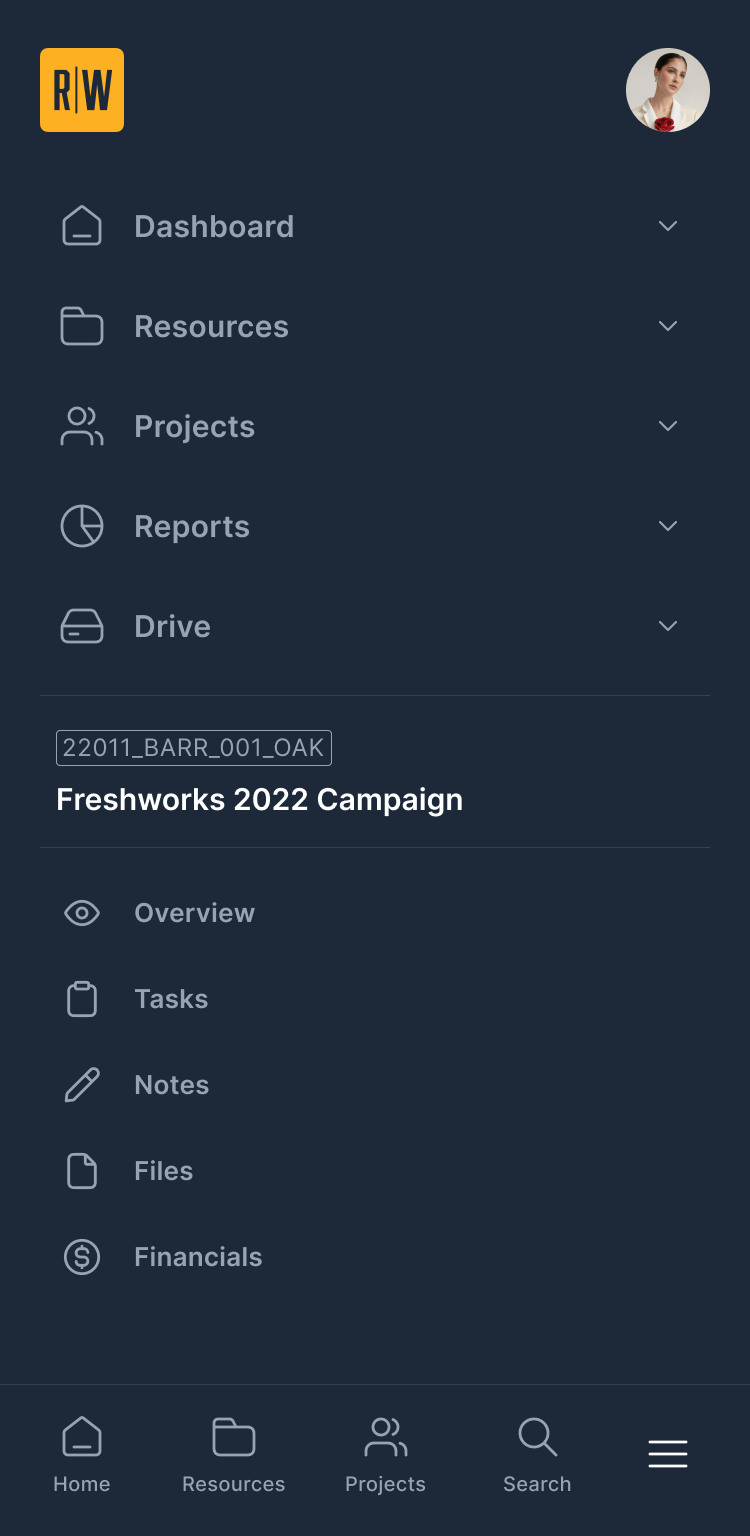 R|W
Dashboard
Resources
Projects
Reports
Drive
22011_BARR_001_OAK
Freshworks 2022 Campaign
Overview
Tasks
Notes
Files
Financials
Home
Resources
Projects
Search